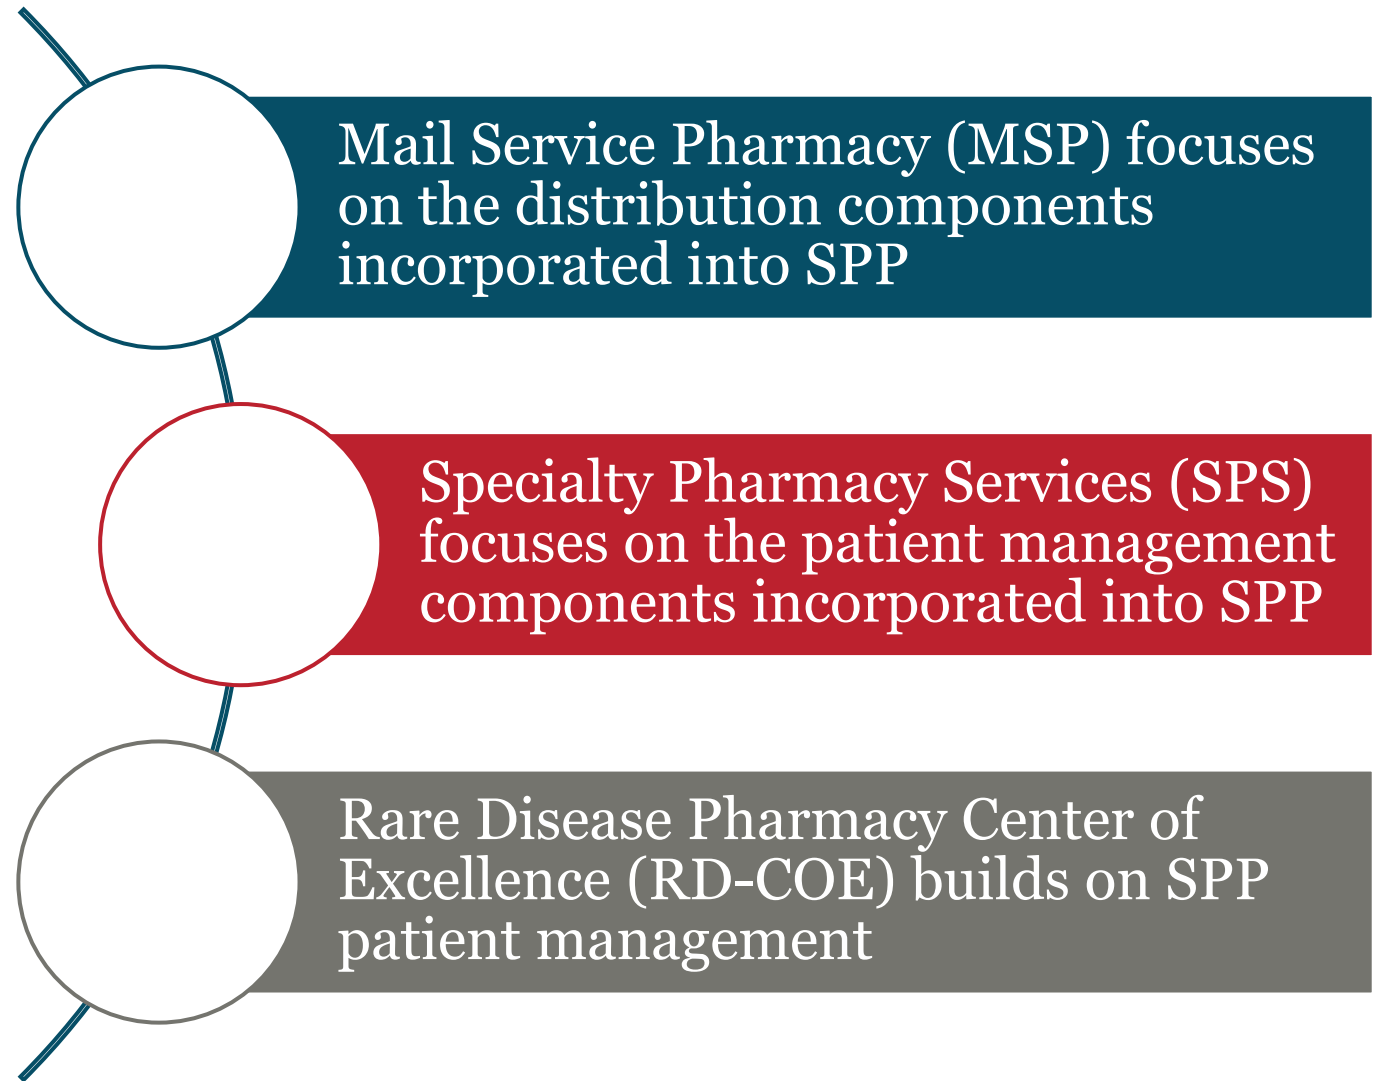 Mail Service Pharmacy (MSP) focuses
on the distribution components
incorporated into SPP
Specialty Pharmacy Services (SPS)
focuses on the patient management
components incorporated into SPP
Rare Disease Pharmacy Center of
Excellence (RD-COE) builds on SPP
patient management